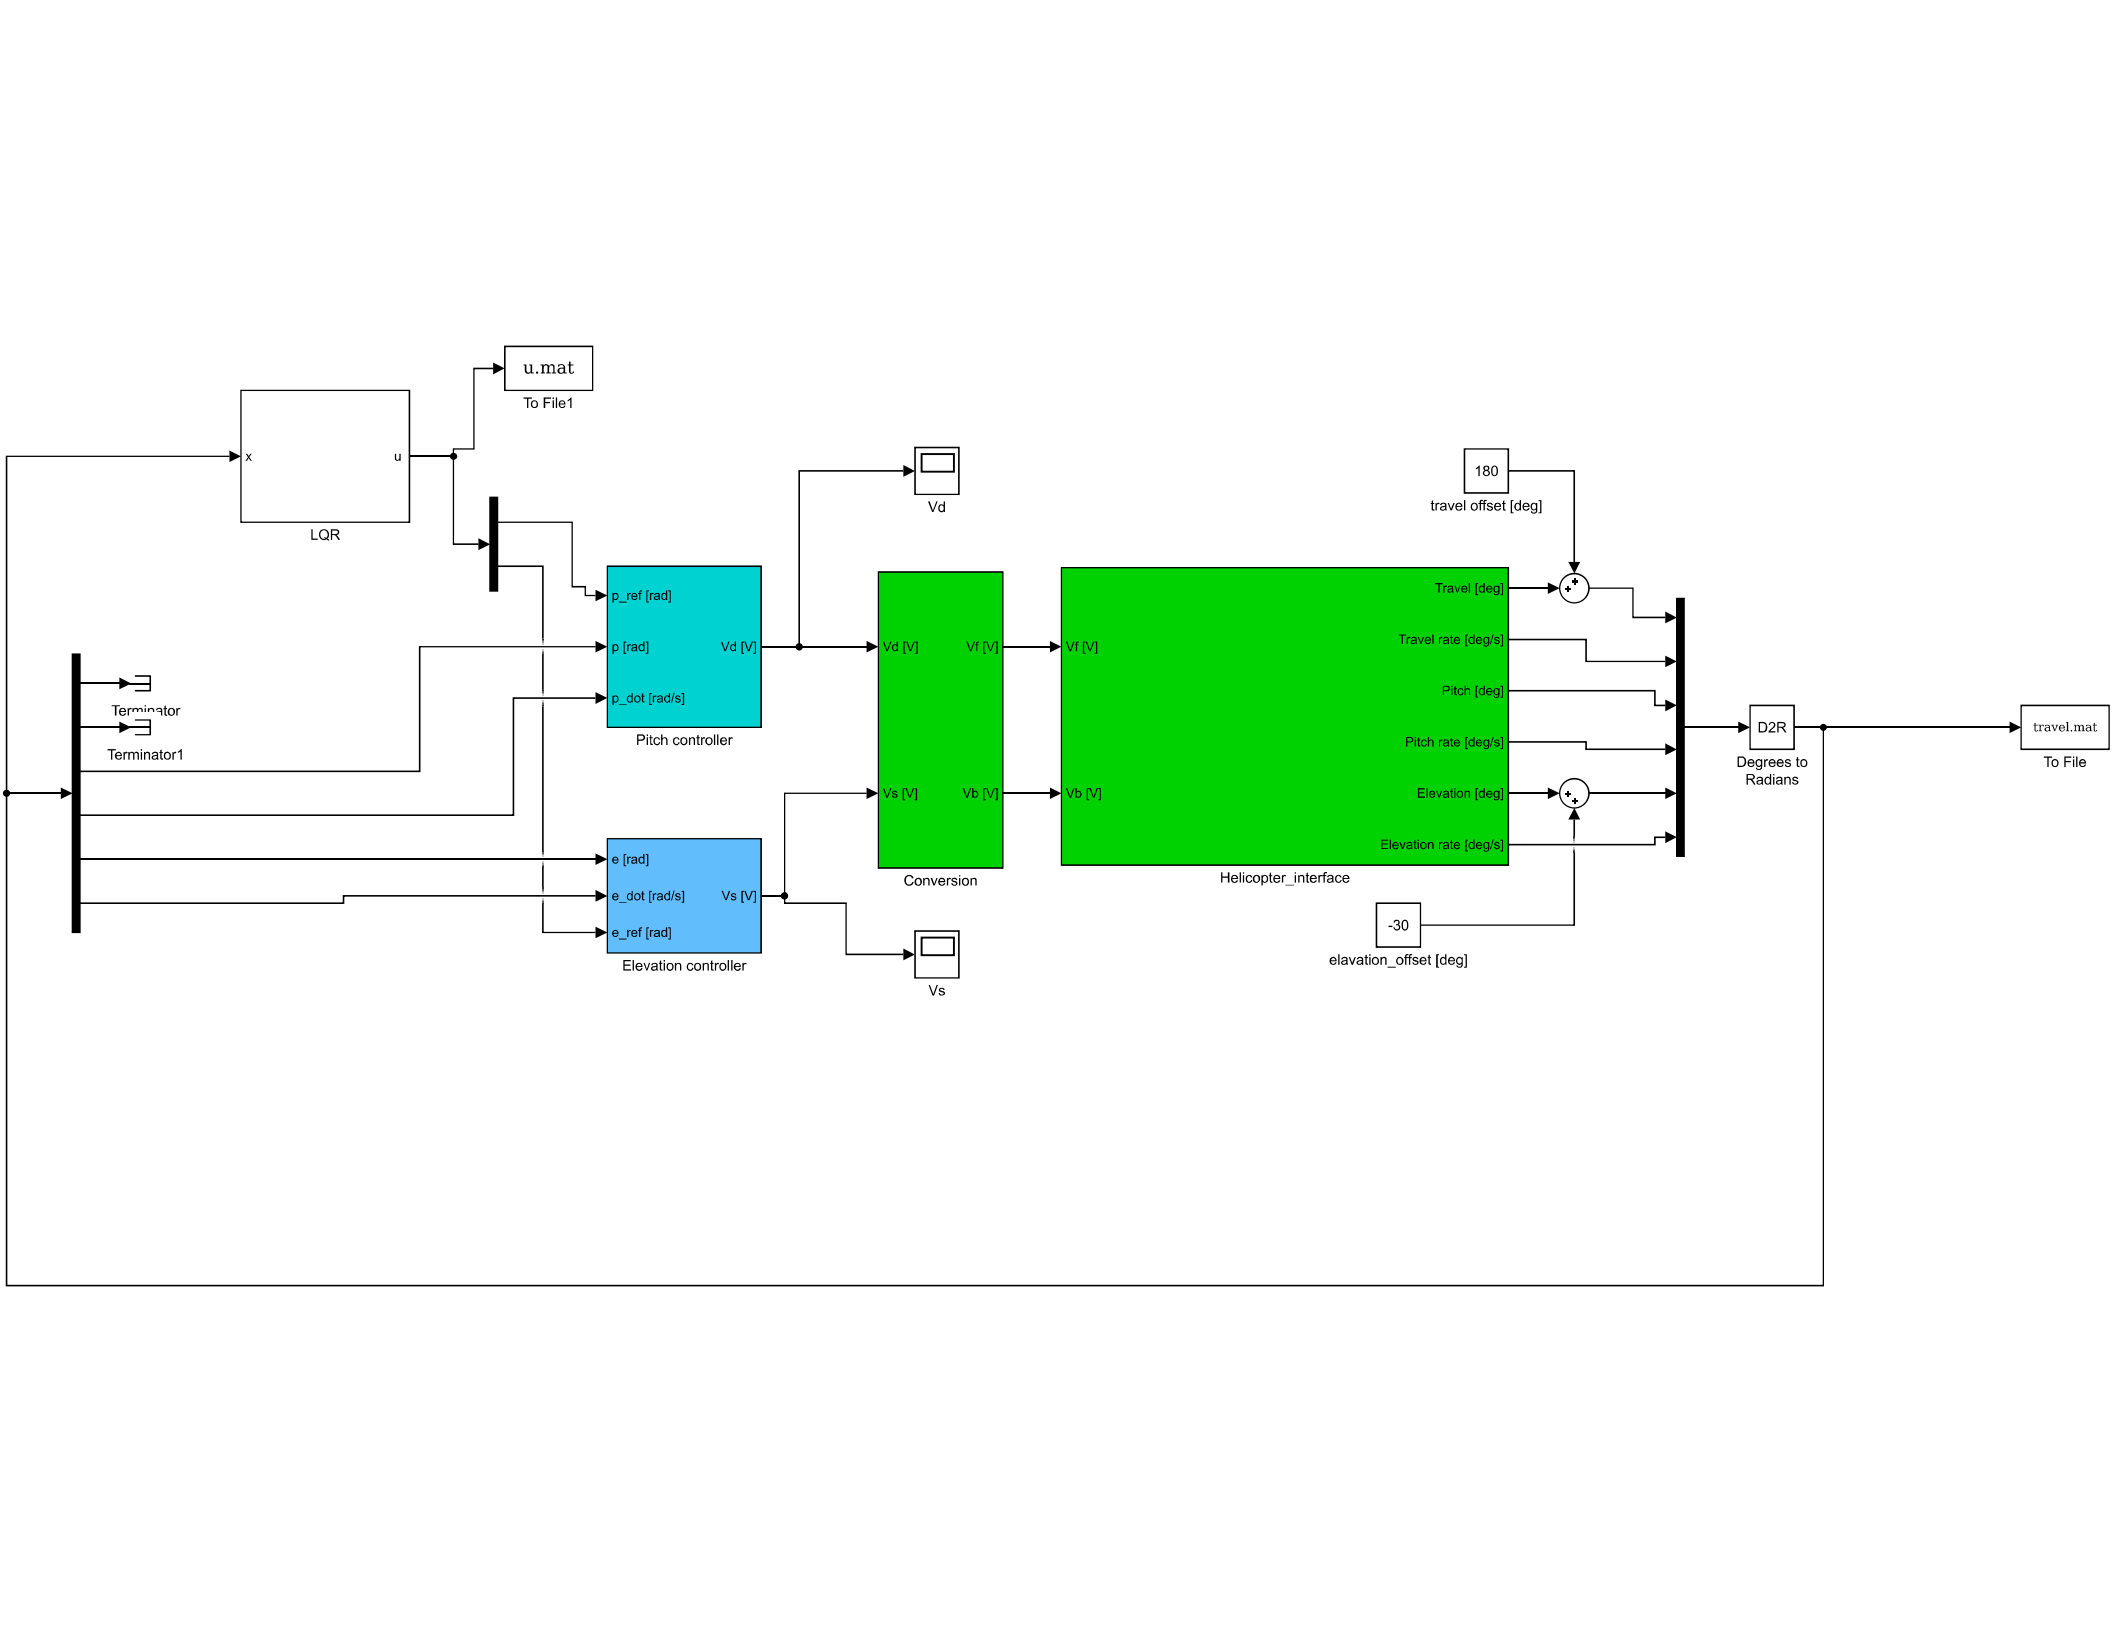 u.mat
To File1
x
u
LQR
Vd
180
travel offset [deg]
p_ref [rad]
p [rad]
Vd [V]
p_dot [rad/s]
Pitch controller
Vd [V]
Vf [V]
Vs [V]
Vb [V]
Conversion
Vf [V]
Vb [V]
Travel [deg]
Travel rate [deg/s]
Pitch [deg]
Pitch rate [deg/s]
Elevation [deg]
Elevation rate [deg/s]
Helicopter_interface
D2R
Degrees to
Radians
travel.mat
To File
Terminator
Terminator1
e [rad]
e_dot [rad/s]
Vs [V]
e_ref [rad]
Elevation controller
Vs
-30
elavation_offset [deg]